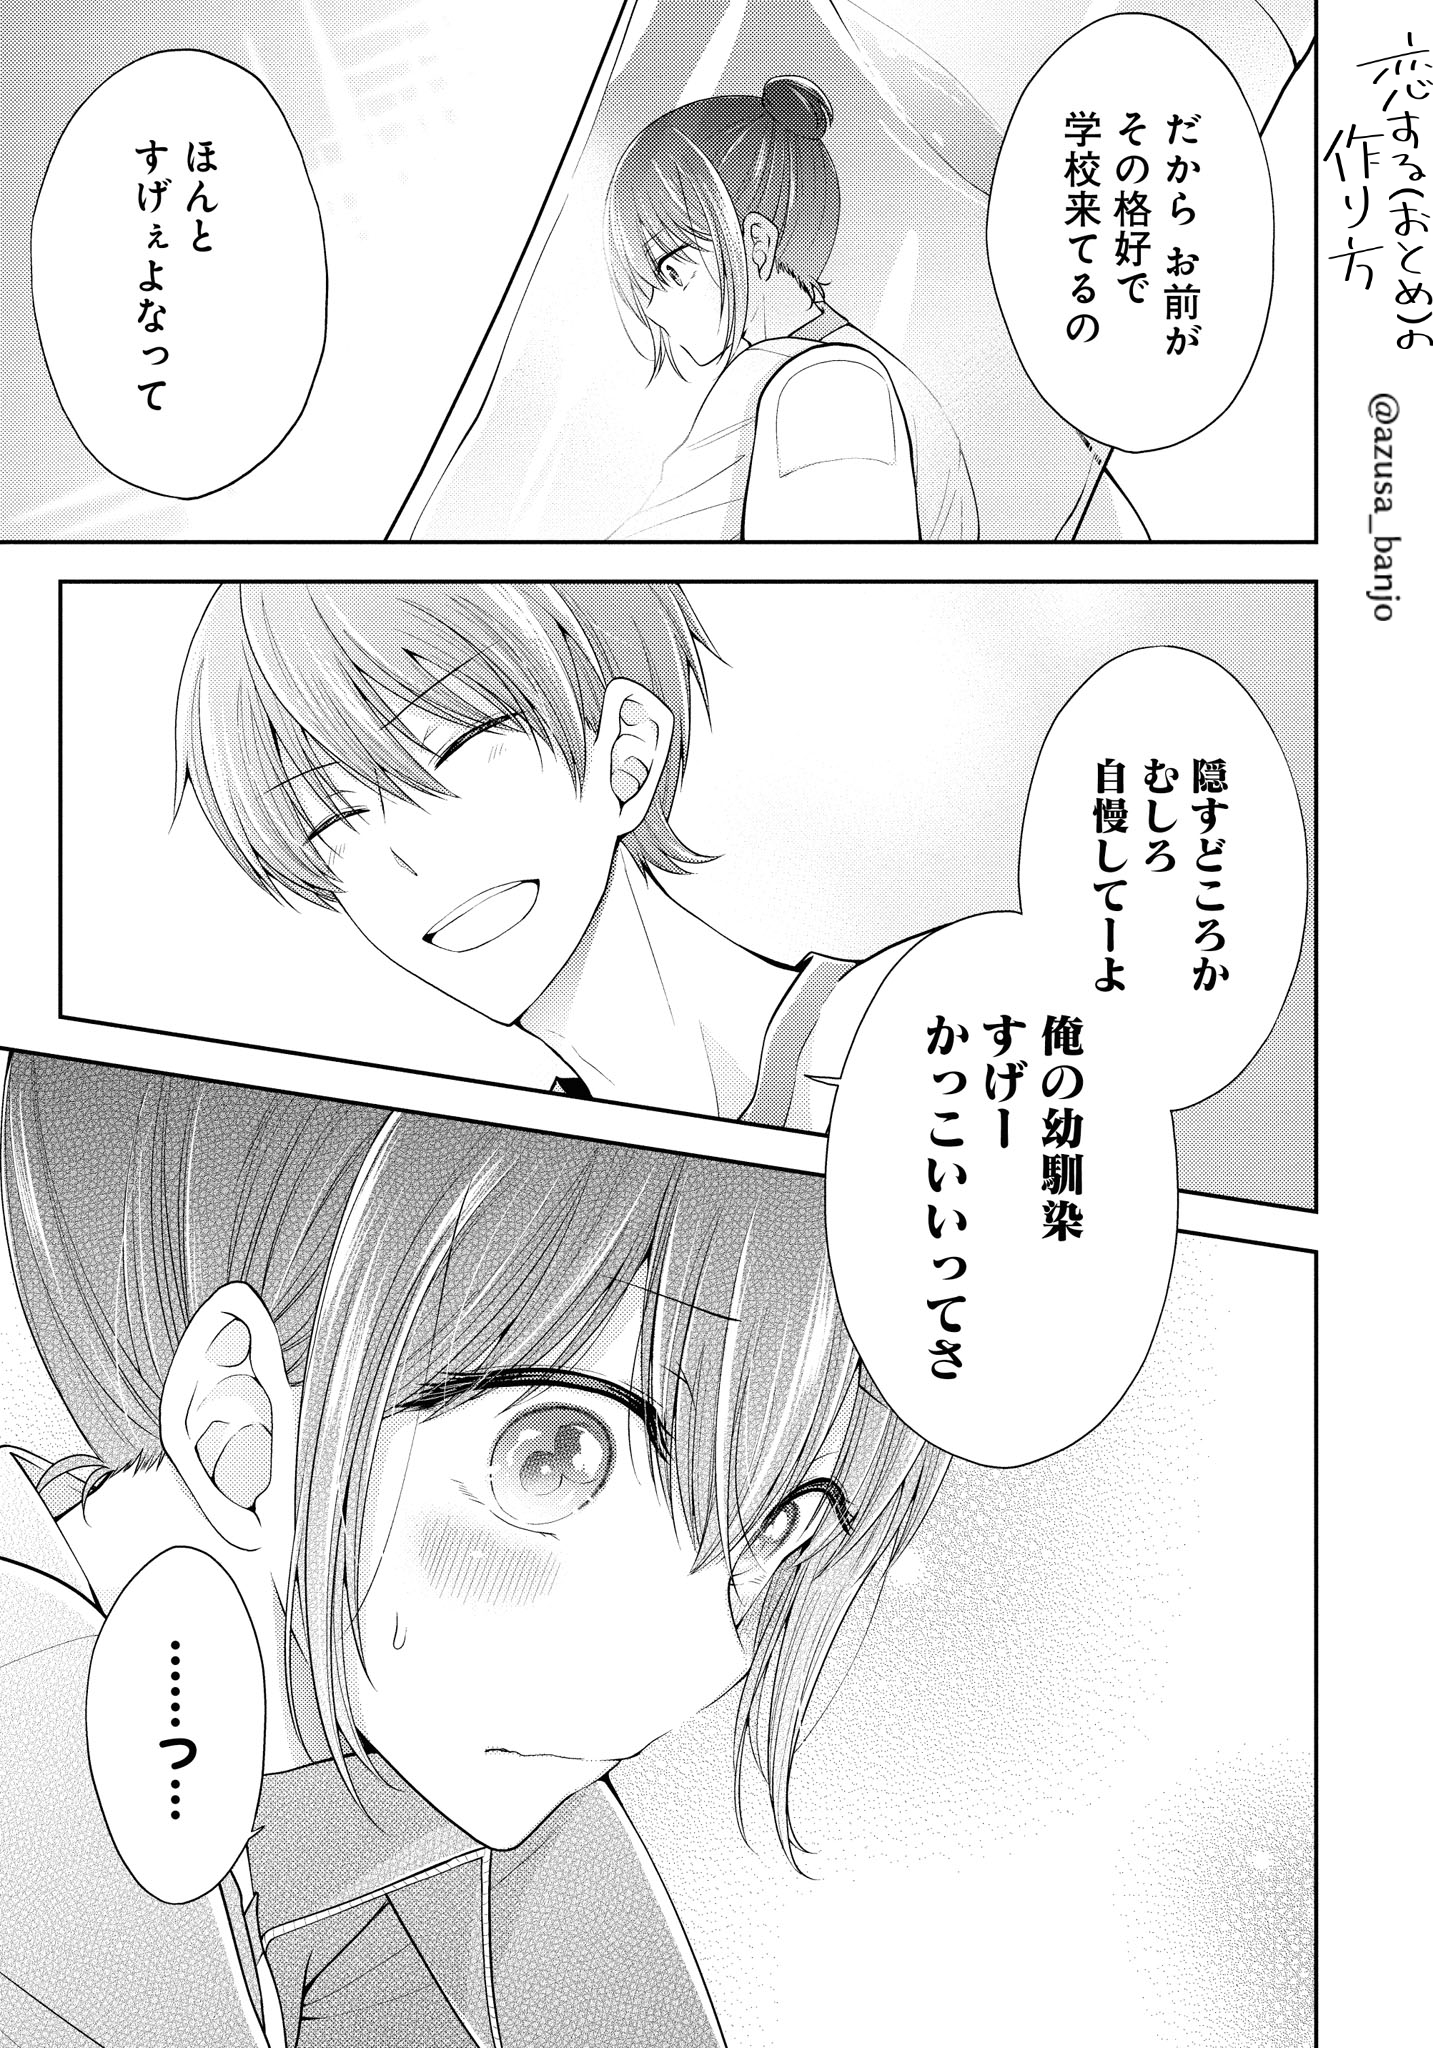 恋する(おとめ)の
作り方
@azusa_banjo
だから お前が
その格好で
学校来てるの
ほんと
すげぇよなって
隠すどころか
むしろ
自慢してーよ
俺の幼馴染
すげー
かっこいいってさ
………っ…